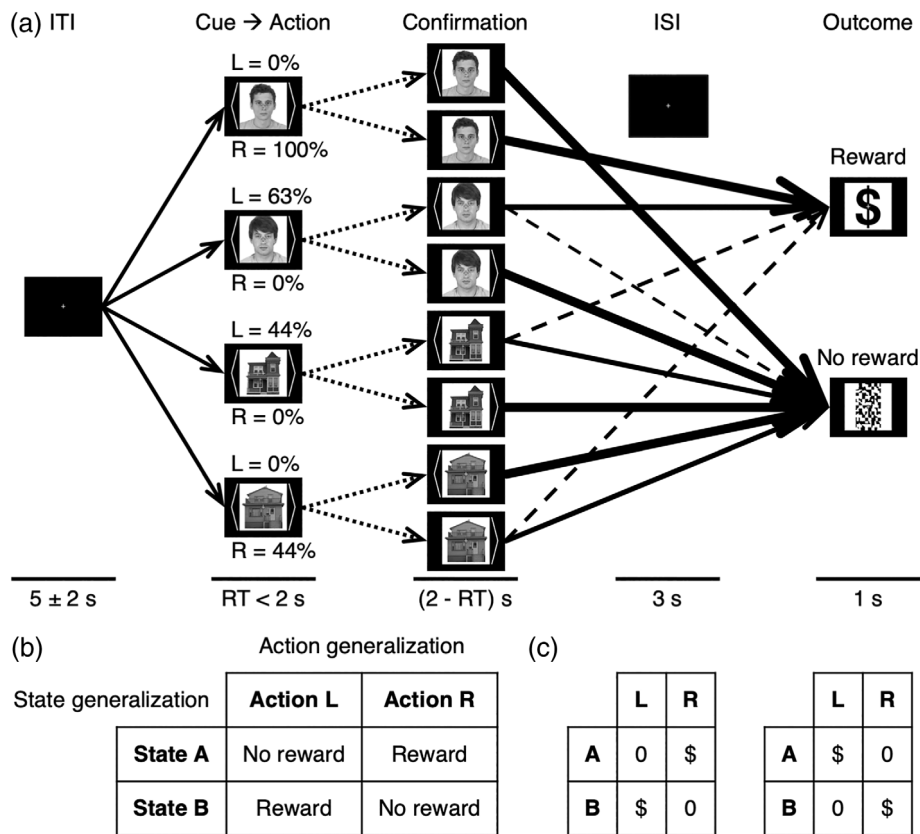 (a) ITI Cue → Action Confirmation ISI Outcome
L = 0%
R = 100%
L = 63%
R = 0%
L = 44%
R = 0%
L = 0%
R = 44%
Reward
$
No reward
5 ± 2 s RT < 2 s (2 - RT) s 3 s 1 s
(b)
Action generalization
State generalization Action L Action R
State A No reward Reward
State B Reward No reward
(c)
L R
A 0 $
B $ 0
L R
A $ 0
B 0 $